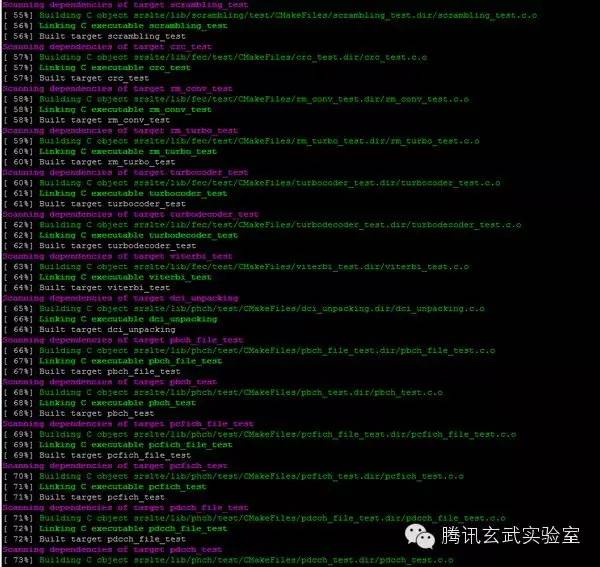 Scanning dependencies of target scrambling_test
[ 55%] Building C object srslte/lib/scrambling/test/CMakeFiles/scrambling_test.dir/scrambling_test.c.o
[ 56%] Linking C executable scrambling_test
[ 56%] Built target scrambling_test
Scanning dependencies of target crc_test
[ 57%] Building C object srslte/lib/fec/test/CMakeFiles/crc_test.dir/crc_test.c.o
[ 57%] Linking C executable crc_test
[ 57%] Built target crc_test
Scanning dependencies of target rm_conv_test
[ 58%] Building C object srslte/lib/fec/test/CMakeFiles/rm_conv_test.dir/rm_conv_test.c.o
[ 58%] Linking C executable rm_conv_test
[ 58%] Built target rm_conv_test
Scanning dependencies of target rm_turbo_test
[ 59%] Building C object srslte/lib/fec/test/CMakeFiles/rm_turbo_test.dir/rm_turbo_test.c.o
[ 60%] Linking C executable rm_turbo_test
[ 60%] Built target rm_turbo_test
Scanning dependencies of target turbocoder_test
[ 60%] Building C object srslte/lib/fec/test/CMakeFiles/turbocoder_test.dir/turbocoder_test.c.o
[ 61%] Linking C executable turbocoder_test
[ 61%] Built target turbocoder_test
Scanning dependencies of target turbodecoder_test
[ 62%] Building C object srslte/lib/fec/test/CMakeFiles/turbodecoder_test.dir/turbodecoder_test.c.o
[ 62%] Linking C executable turbodecoder_test
[ 62%] Built target turbodecoder_test
Scanning dependencies of target viterbi_test
[ 63%] Building C object srslte/lib/fec/test/CMakeFiles/viterbi_test.dir/viterbi_test.c.o
[ 64%] Linking C executable viterbi_test
[ 64%] Built target viterbi_test
Scanning dependencies of target dci_unpacking
[ 65%] Building C object srslte/lib/phch/test/CMakeFiles/dci_unpacking.dir/dci_unpacking.c.o
[ 66%] Linking C executable dci_unpacking
[ 66%] Built target dci_unpacking
Scanning dependencies of target pbch_file_test
[ 66%] Building C object srslte/lib/phch/test/CMakeFiles/pbch_file_test.dir/pbch_file_test.c.o
[ 67%] Linking C executable pbch_file_test
[ 67%] Built target pbch_file_test
Scanning dependencies of target pbch_test
[ 68%] Building C object srslte/lib/phch/test/CMakeFiles/pbch_test.dir/pbch_test.c.o
[ 68%] Linking C executable pbch_test
[ 68%] Built target pbch_test
Scanning dependencies of target pcfich_file_test
[ 69%] Building C object srslte/lib/phch/test/CMakeFiles/pcfich_file_test.dir/pcfich_file_test.c.o
[ 69%] Linking C executable pcfich_file_test
[ 69%] Built target pcfich_file_test
Scanning dependencies of target pcfich_test
[ 70%] Building C object srslte/lib/phch/test/CMakeFiles/pcfich_test.dir/pcfich_test.c.o
[ 71%] Linking C executable pcfich_test
[ 71%] Built target pcfich_test
Scanning dependencies of target pdcch_file_test
[ 71%] Building C object srslte/lib/phch/test/CMakeFiles/pdcch_file_test.dir/pdcch_file_test.c.o
[ 72%] Linking C executable pdcch_file_test
[ 72%] Built target pdcch_file_test
Scanning dependencies of target pdcch_test
[ 73%] Building C object srslte/lib/phch/test/CMakeFiles/pdcch_test.dir/pdcch_test.c.o
腾讯玄武实验室